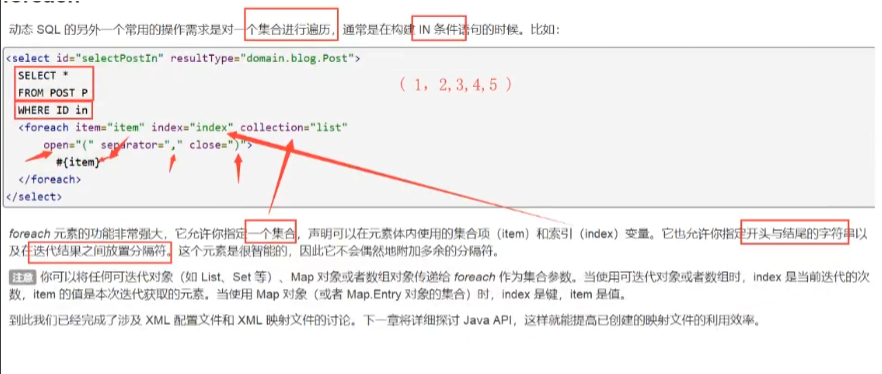 动态 SQL 的另外一个常用的操作需求是对一个集合进行遍历，通常是在构建 IN 条件语句的时候。比如：
<select id="selectPostIn" resultType="domain.blog.Post">
SELECT *
FROM POST P
WHERE ID in
( 1, 2,3,4,5 )
<foreach item="item" index="index" collection="list"
open="(" separator="," close=")">
#{item}
</foreach>
</select>
foreach 元素的功能非常强大，它允许你指定一个集合，声明可以在元素体内使用的集合项（item）和索引（index）变量。它也允许你指定开头与结尾的字符串以
及在迭代结果之间放置分隔符。这个元素是很智能的，因此它不会偶然地附加多余的分隔符。
注意 你可以将任何可迭代对象（如 List、Set 等）、Map 对象或者数组对象传递给 foreach 作为集合参数。当使用可迭代对象或者数组时，index 是当前迭代的次
数，item 的值是本次迭代获取的元素。当使用 Map 对象（或者 Map.Entry 对象的集合）时，index 是键，item 是值。
到此我们已经完成了涉及 XML 配置文件和 XML 映射文件的讨论。下一章将详细探讨 Java API，这样就能提高已创建的映射文件的利用效率。